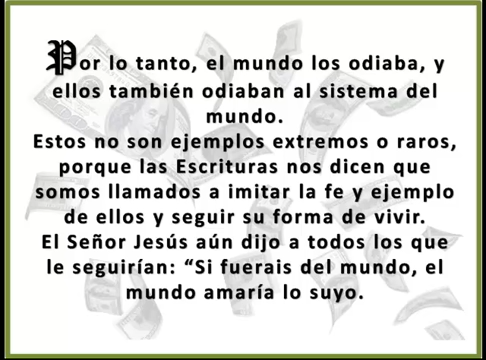 Por lo tanto, el mundo los odiaba, y
ellos también odiaban al sistema del
mundo.
Estos no son ejemplos extremos o raros,
porque las Escrituras nos dicen que
somos llamados a imitar la fe y ejemplo
de ellos y seguir su forma de vivir.
El Señor Jesús aún dijo a todos los que
le seguirían: “Si fuerais del mundo, el
mundo amaría lo suyo.